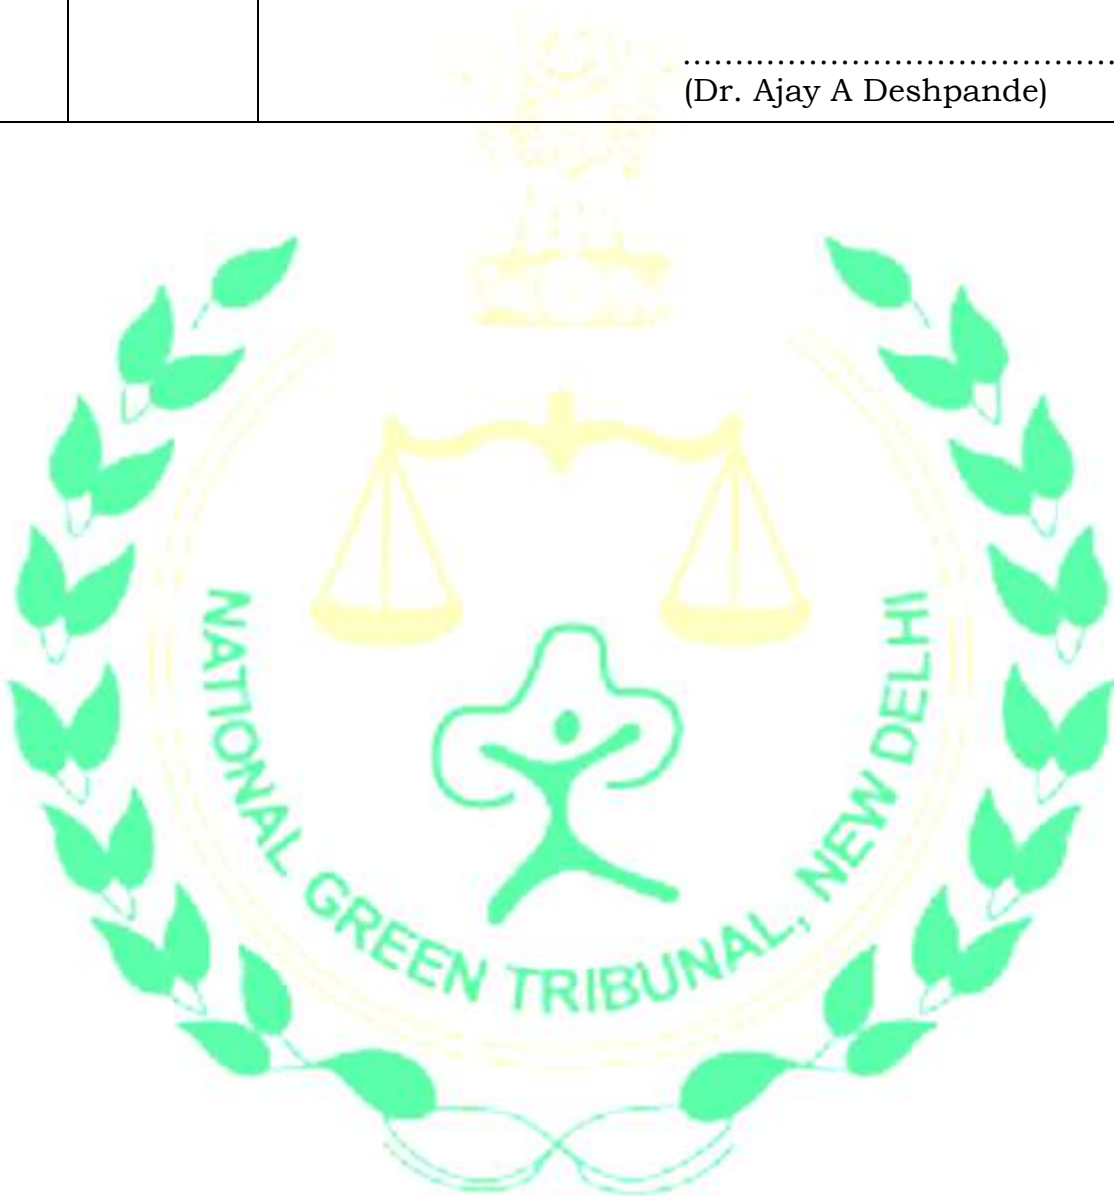 ........................................
(Dr. Ajay A Deshpande)
NATIONAL GREEN TRIBUNAL, NEW DELHI